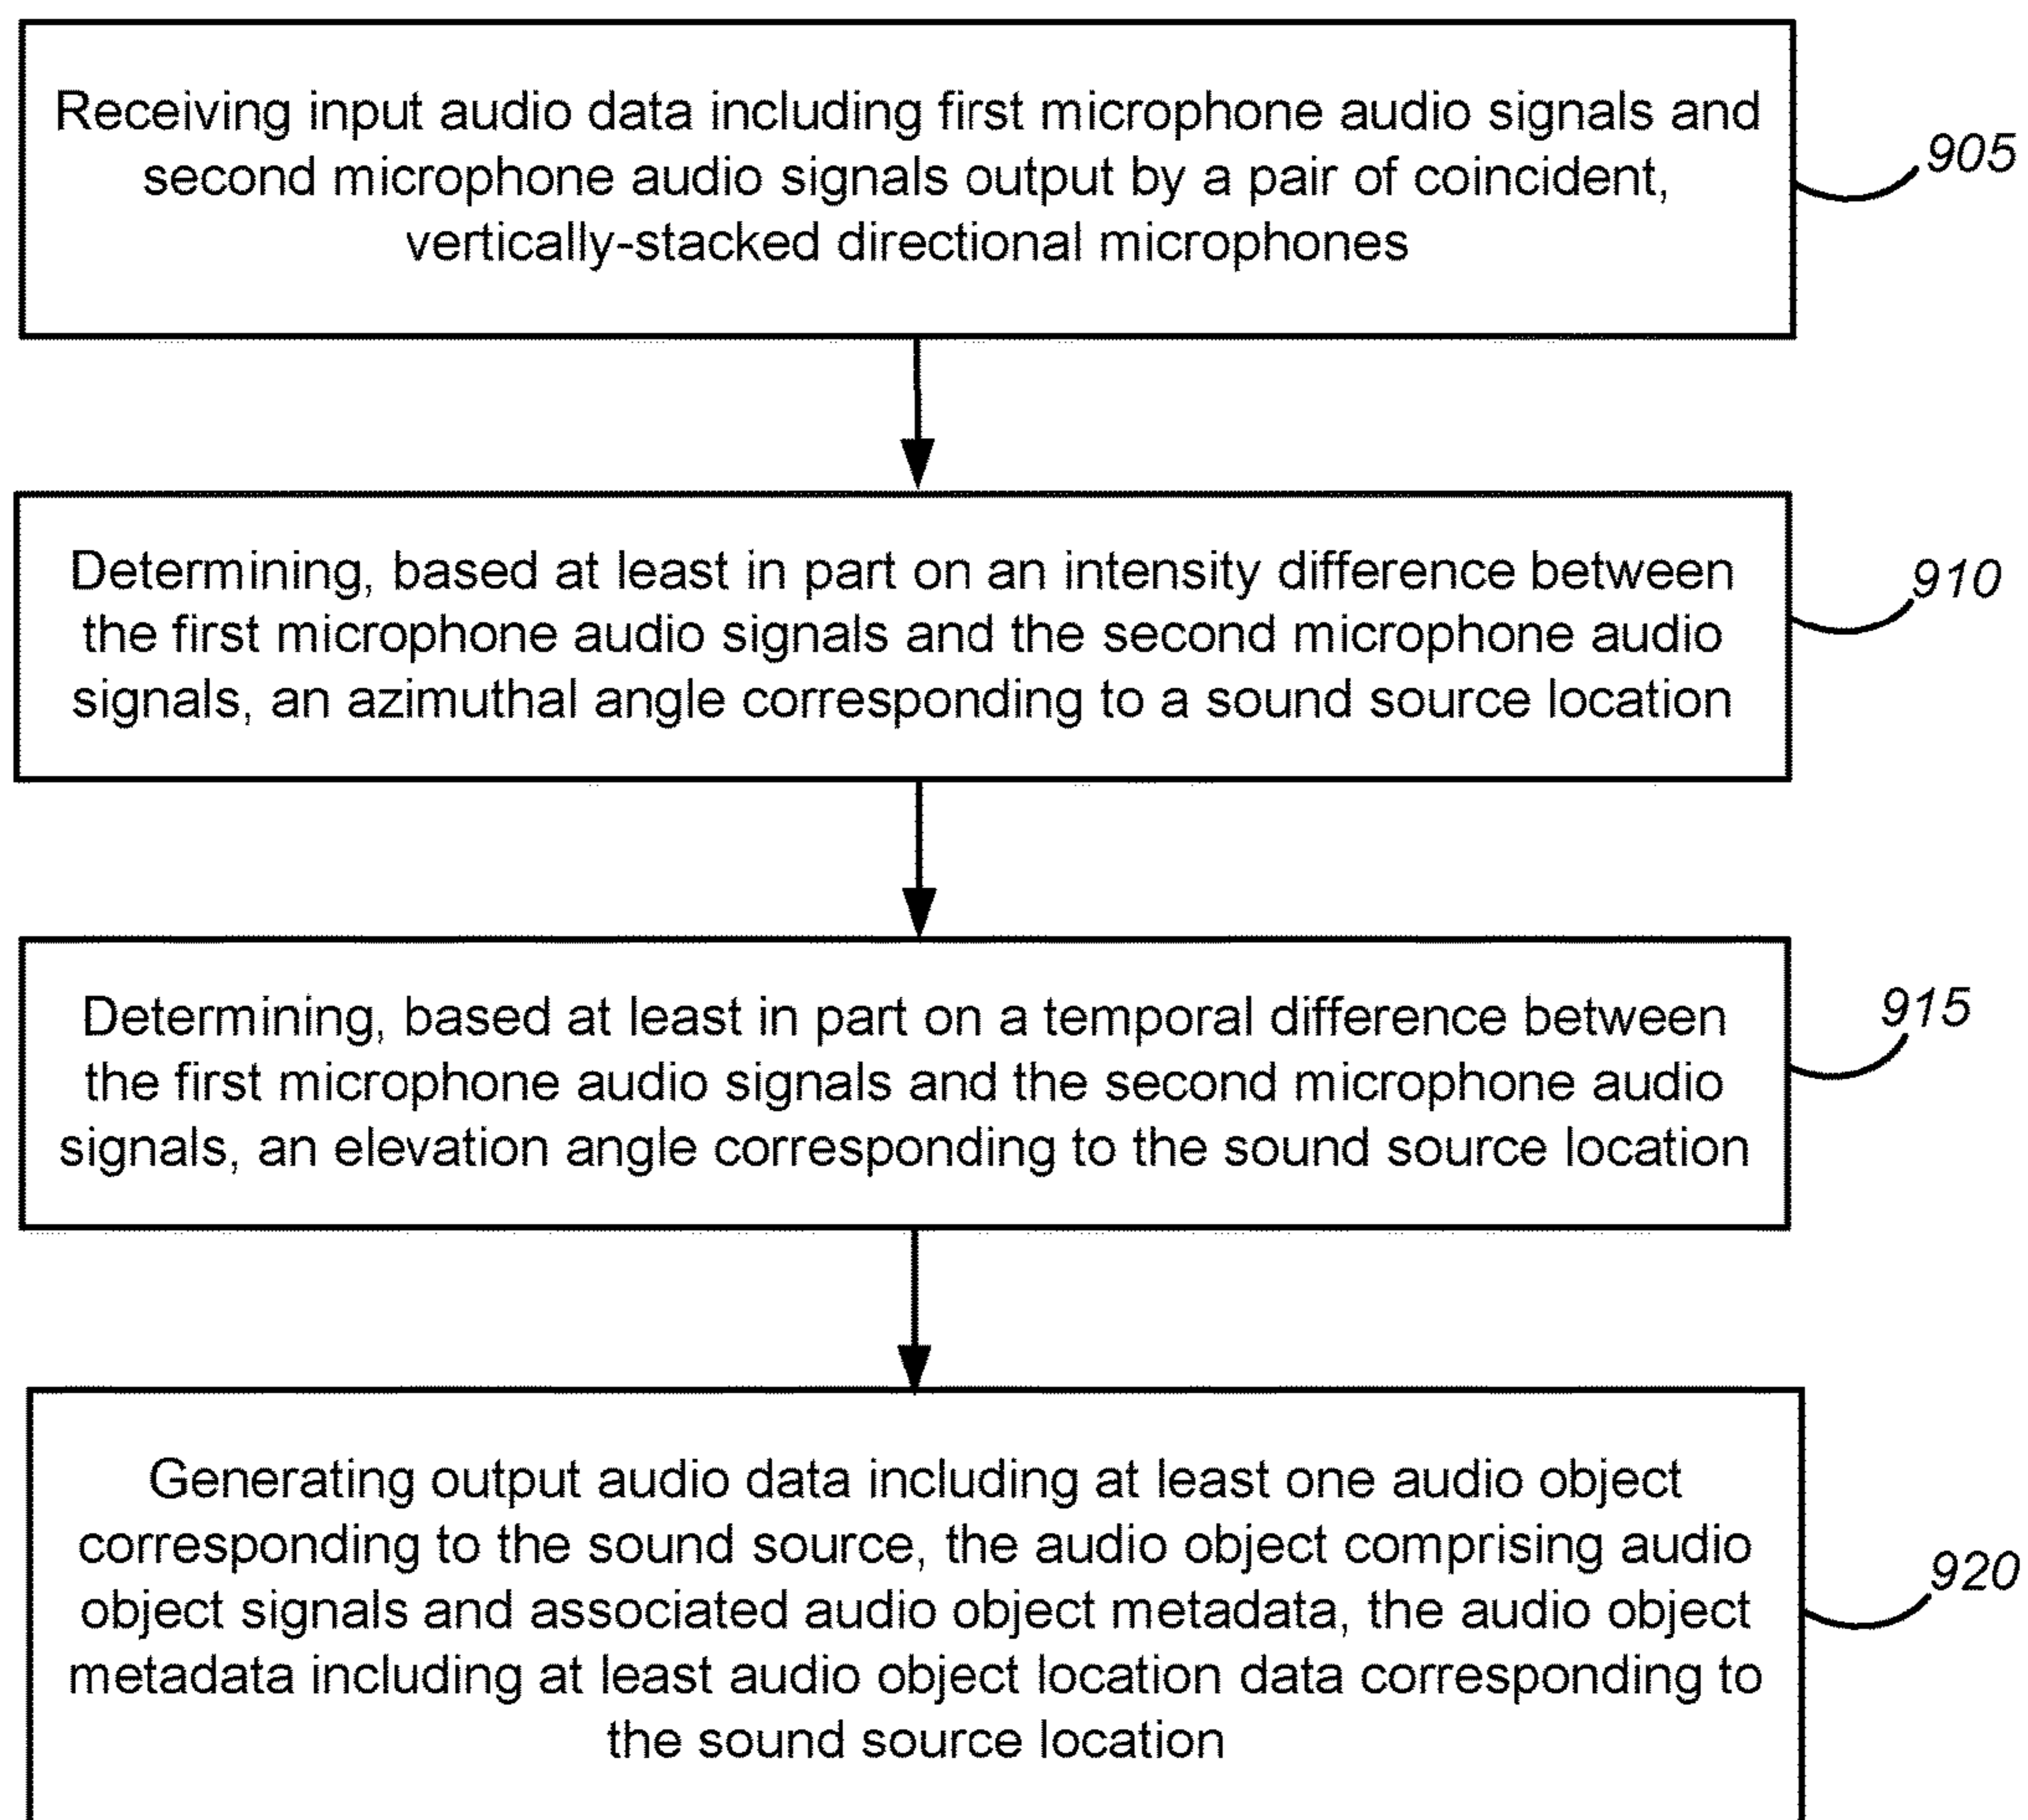 Receiving input audio data including first microphone audio signals and
second microphone audio signals output by a pair of coincident,
vertically-stacked directional microphones
905
Determining, based at least in part on an intensity difference between
the first microphone audio signals and the second microphone audio
signals, an azimuthal angle corresponding to a sound source location
910
Determining, based at least in part on a temporal difference between
the first microphone audio signals and the second microphone audio
signals, an elevation angle corresponding to the sound source location
915
Generating output audio data including at least one audio object
corresponding to the sound source, the audio object comprising audio
object signals and associated audio object metadata, the audio object
metadata including at least audio object location data corresponding to
the sound source location
920